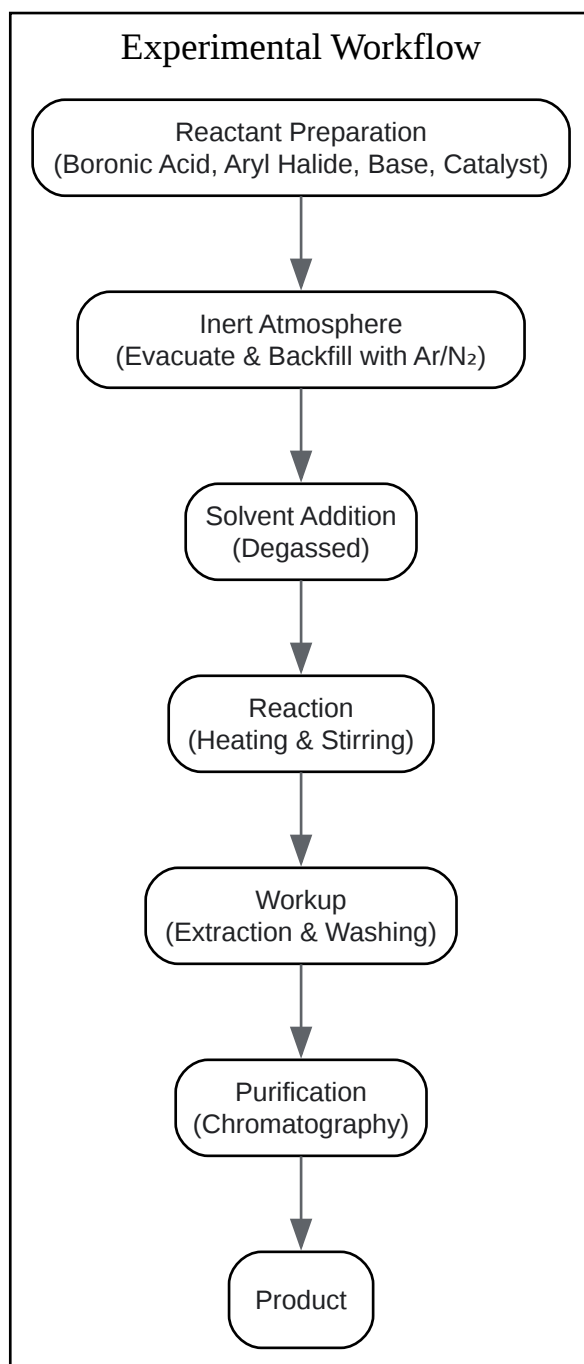 Experimental Workflow
Reactant Preparation
(Boronic Acid, Aryl Halide, Base, Catalyst)
Inert Atmosphere
(Evacuate & Backfill with Ar/N₂)
Solvent Addition
(Degassed)
Reaction
(Heating & Stirring)
Workup
(Extraction & Washing)
Purification
(Chromatography)
Product